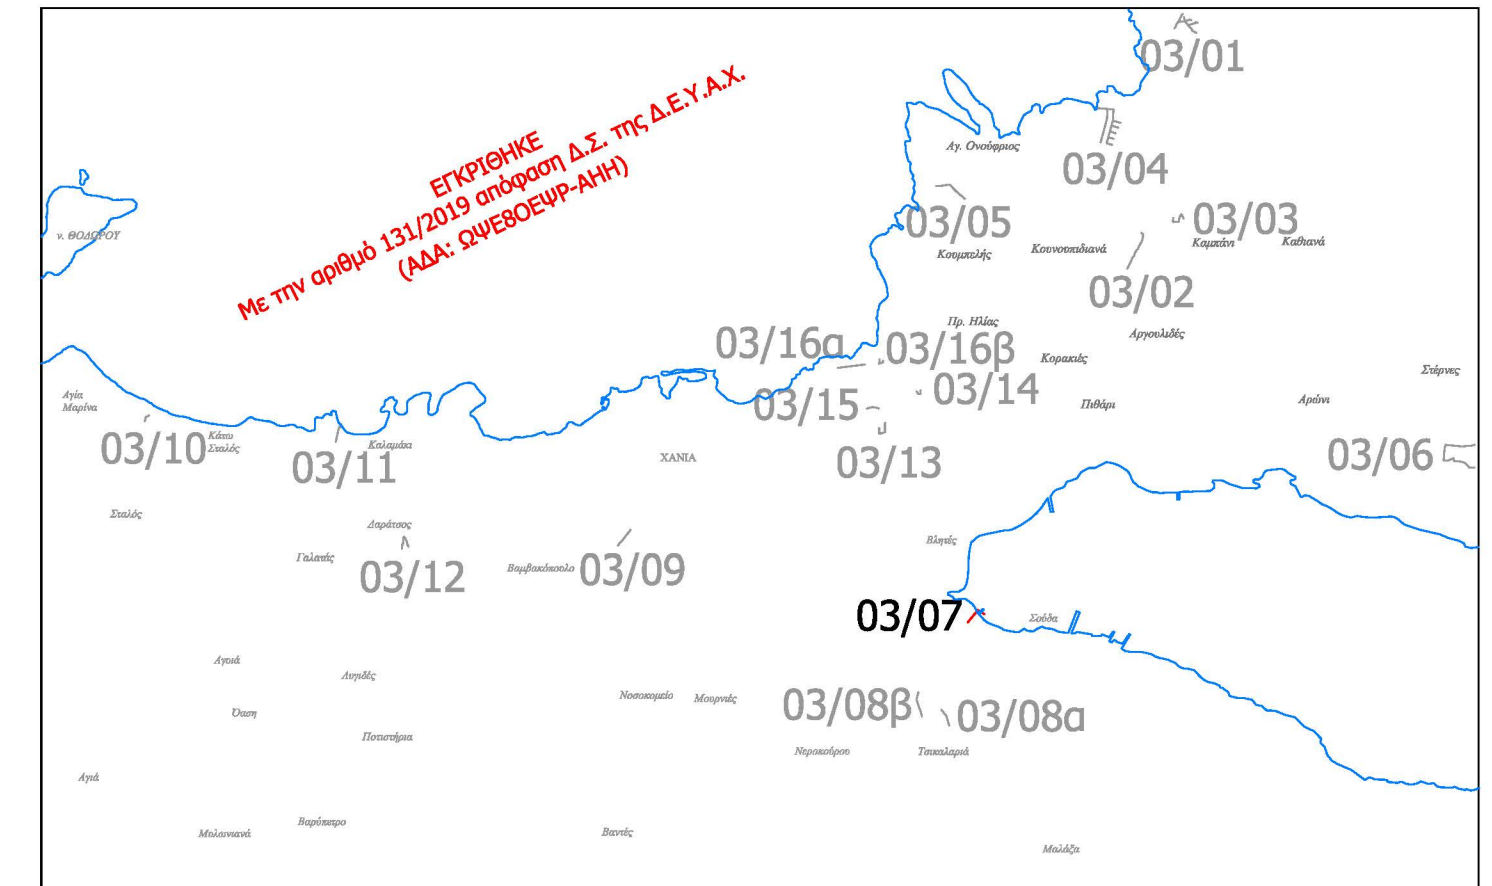 03/01
ΕΓΚΡΙΘΗΚΕ
Με την αριθμό 131/2019 απόφαση Δ.Σ. της Δ.Ε.Υ.Α.Χ.
(ΑΔΑ: ΩΨΕ8ΟΕΨΡ-ΑΗΗ)
Αγ. Ονούφριος
03/04
ν. ΘΟΔΩΡΟΥ
03/05
03/03
Κουμπελής
Κουνουπιδιανά
Καμπάνι
Καθιανά
03/02
Πρ. Ηλίας
Αργουλιδές
03/16α
03/16β
Κορακιές
Στέρνες
Αγία
Μαρίνα
03/15
03/14
Πιθάρι
Αρώνι
03/10
Κάτω
Σταλός
03/11
Καλαμάκι
ΧΑΝΙΑ
03/13
03/06
Σταλός
Δαράτσος
Γαλατάς
03/12
Βαμβακόπουλο
03/09
Βλητές
03/07
Σούδα
Αγυιά
Λυγιδές
Νοσοκομείο
Μουρνιές
03/08β
03/08α
Όαση
Ποτιστήρια
Νεροκούρου
Τσικαλαριά
Αγιά
Μυλωνιανά
Βαρύπετρο
Βαντές
Μαλάξα